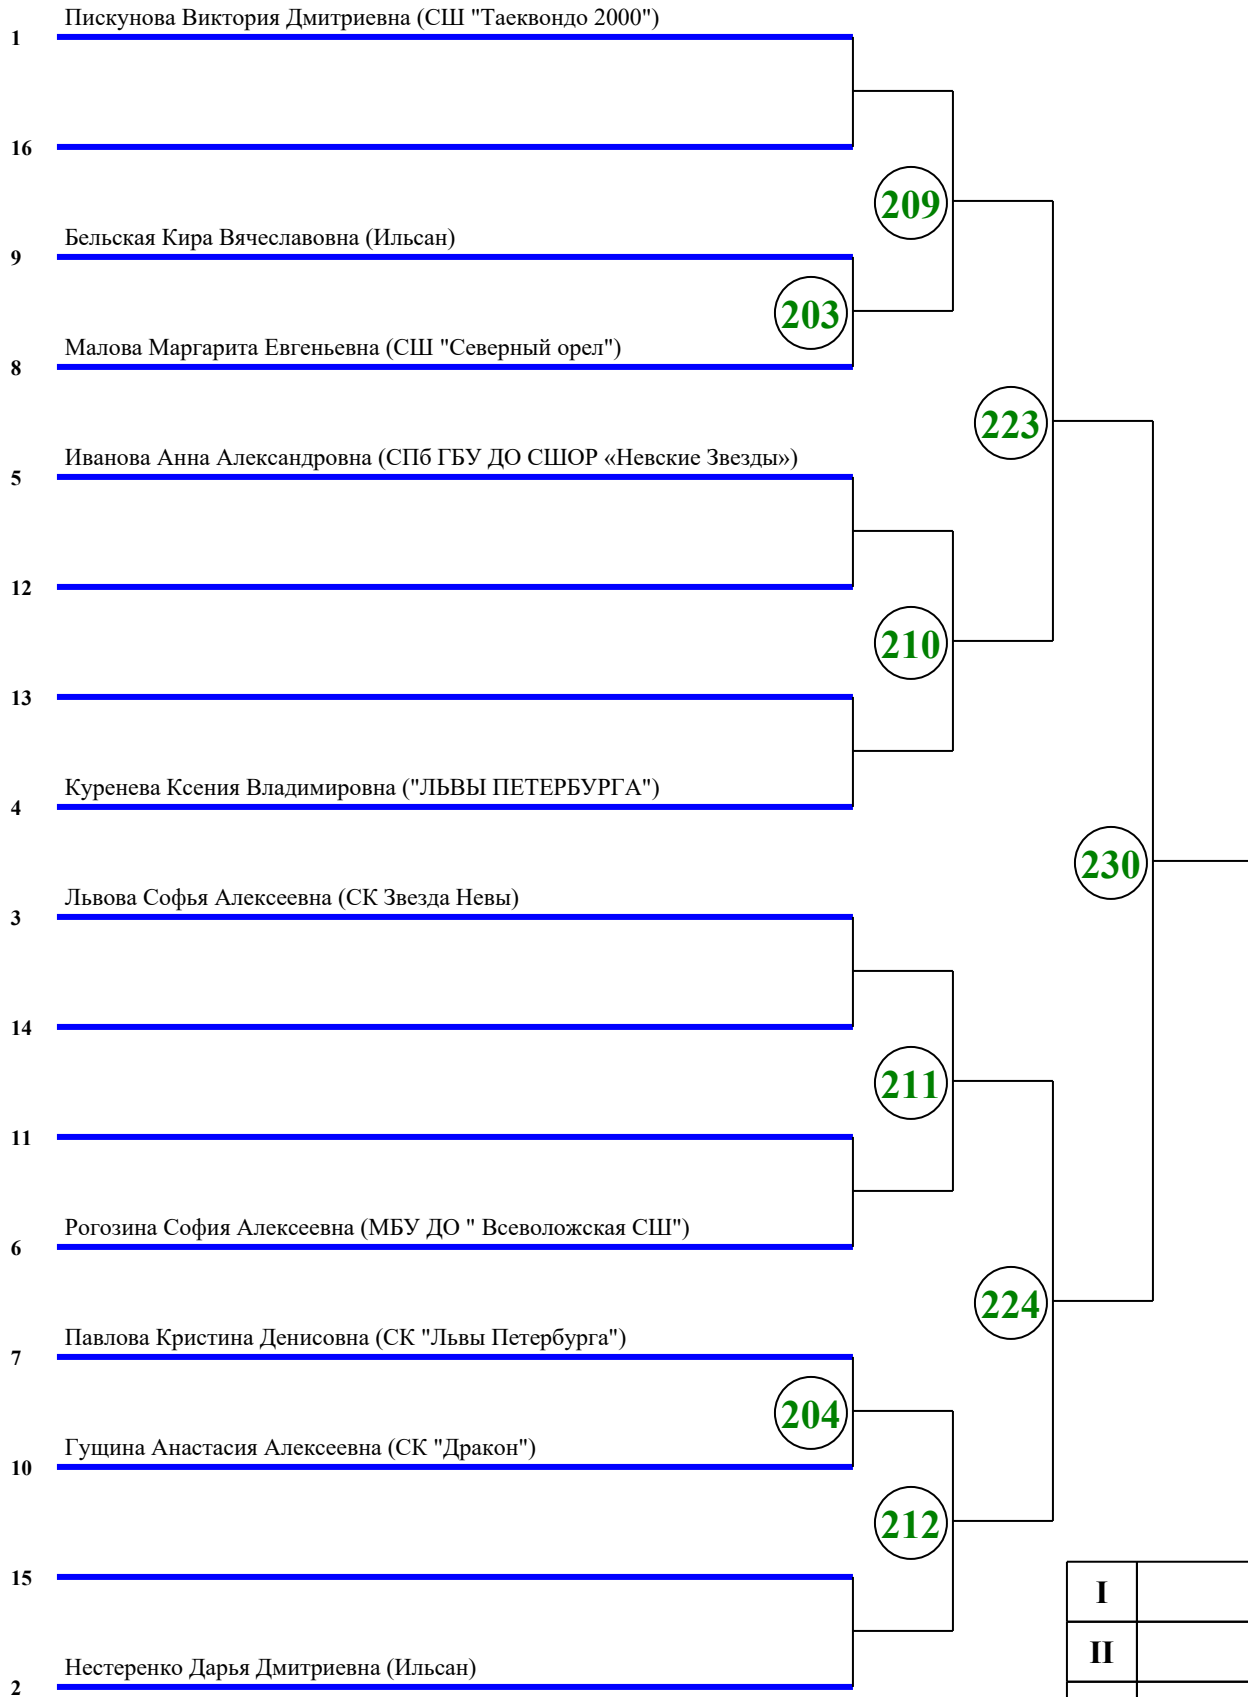 Пискунова Виктория Дмитриевна (СШ "Таеквондо 2000")
1
16
209
Бельская Кира Вячеславовна (Ильсан)
9
203
Малова Маргарита Евгеньевна (СШ "Северный орел")
8
223
Иванова Анна Александровна (СПб ГБУ ДО СШОР «Невские Звезды»)
5
12
210
13
Куренева Ксения Владимировна ("ЛЬВЫ ПЕТЕРБУРГА")
4
230
Львова Софья Алексеевна (СК Звезда Невы)
3
14
211
11
Рогозина София Алексеевна (МБУ ДО " Всеволожская СШ")
6
224
Павлова Кристина Денисовна (СК "Львы Петербурга")
7
204
Гущина Анастасия Алексеевна (СК "Дракон")
10
212
15
I
II
Нестеренко Дарья Дмитриевна (Ильсан)
2